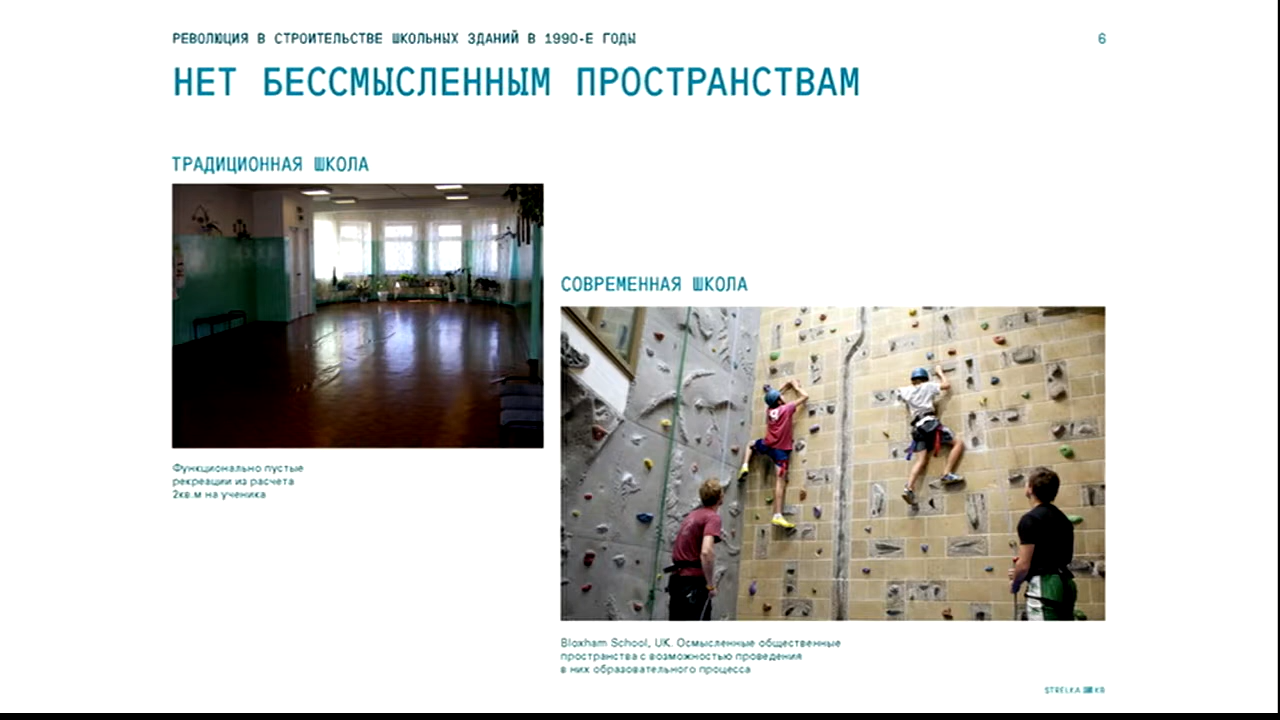 РЕВОЛЮЦИЯ В СТРОИТЕЛЬСТВЕ ШКОЛЬНЫХ ЗДАНИЙ В 1990-Е ГОДЫ
6
НЕТ БЕССМЫСЛЕННЫМ ПРОСТРАНСТВАМ
ТРАДИЦИОННАЯ ШКОЛА
СОВРЕМЕННАЯ ШКОЛА
Функционально пустые
рекреации из расчета
2кв.м на ученика
Bloxham School, UK. Осмысленные общественные
пространства с возможностью проведения
в них образовательного процесса
STRELKA КБ